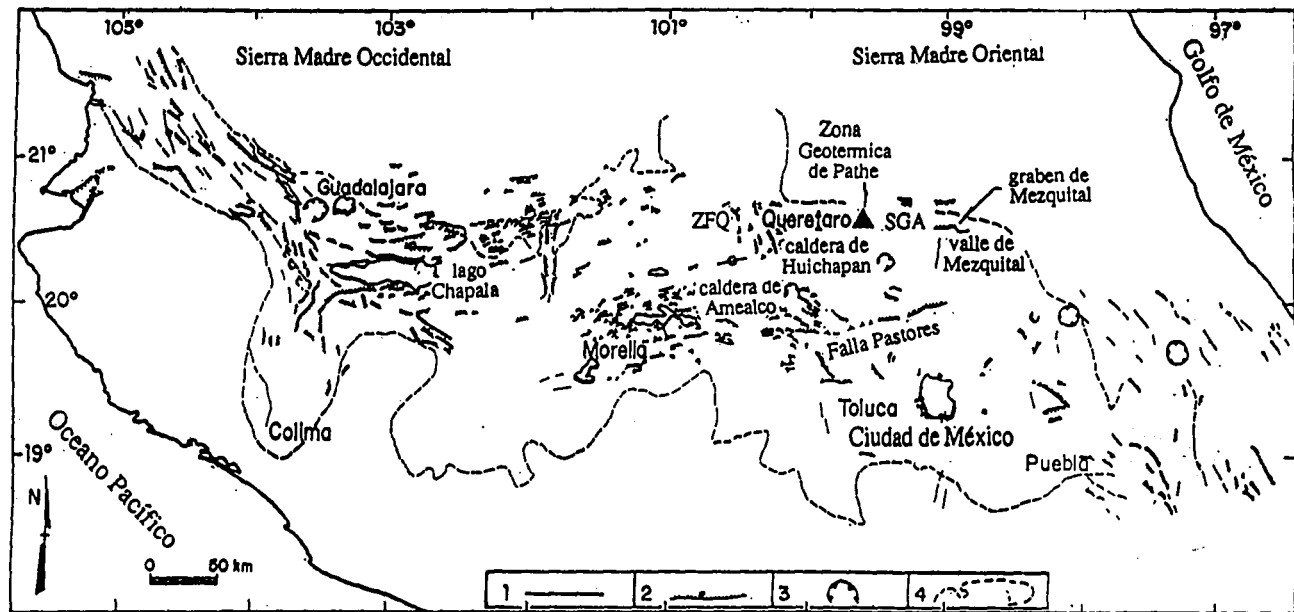 105°
103°
101°
99°
97°
Sierra Madre Occidental
Sierra Madre Oriental
Golfo de México
Zona
Geotermica
de Pathe
21°
graben de
Mezquital
Guadalajara
ZFQ
Querétaro
SGA
caldera de
Huichapan
valle de
Mezquital
lago
Chapala
20°
caldera de
Amealco
Falla Pastores
Morelia
Toluca
Ciudad de México
Colima
19°
Puebla
Oceano Pacífico
N
0 50 km
1
2
3
4